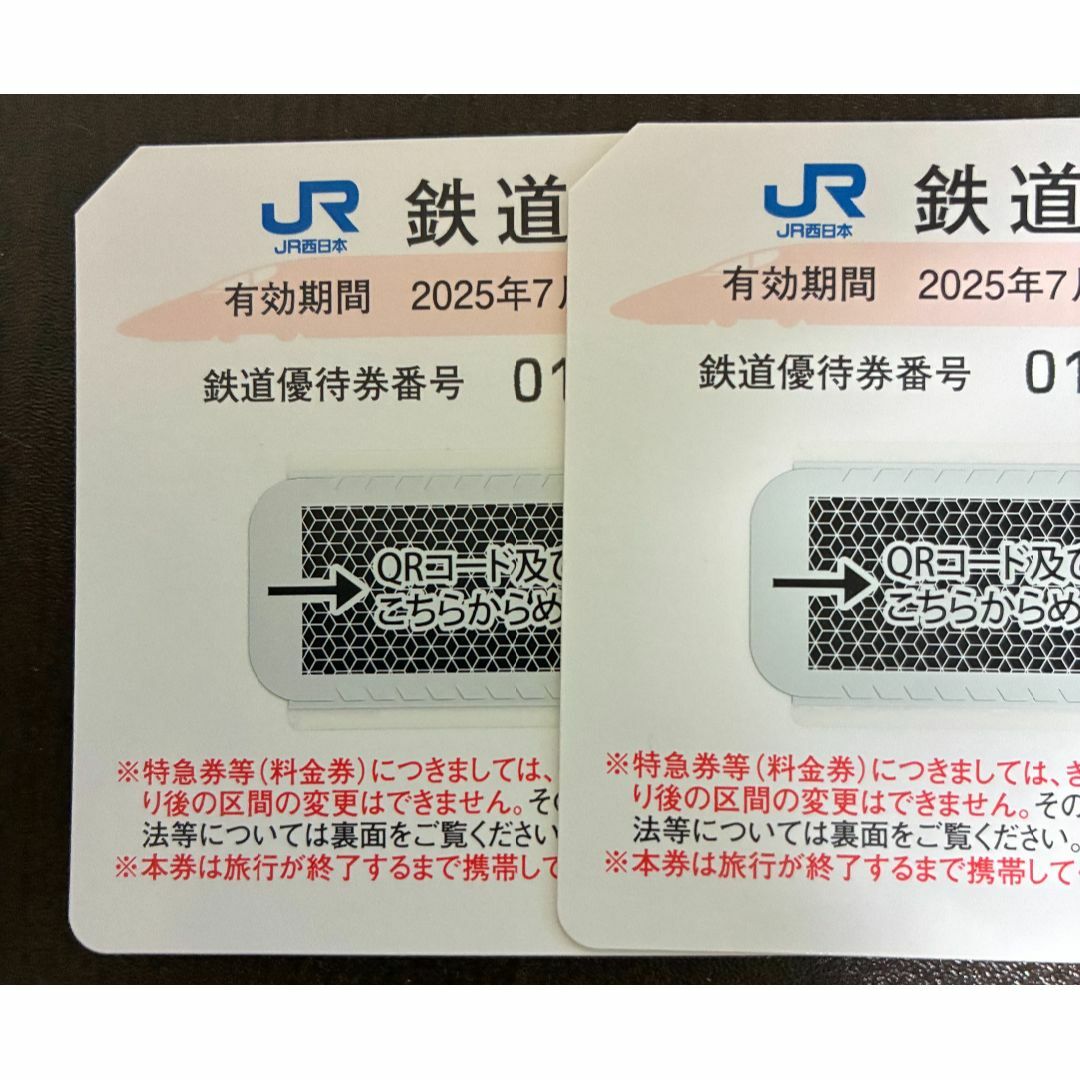 JR
JR西日本
鉄道
有効期間 2025年7
鉄道優待券番号 01
QRコード及び
こちらからめ
※特急券等(料金券)につきましては、
り後の区間の変更はできません。その
法等については裏面をご覧ください
※本券は旅行が終了するまで携帯して
JR
JR西日本
鉄道
有効期間 2025年7
鉄道優待券番号 01
QRコード及び
こちらからめ
※特急券等(料金券)につきましては、き
り後の区間の変更はできません。その
法等については裏面をご覧ください。
※本券は旅行が終了するまで携帯して